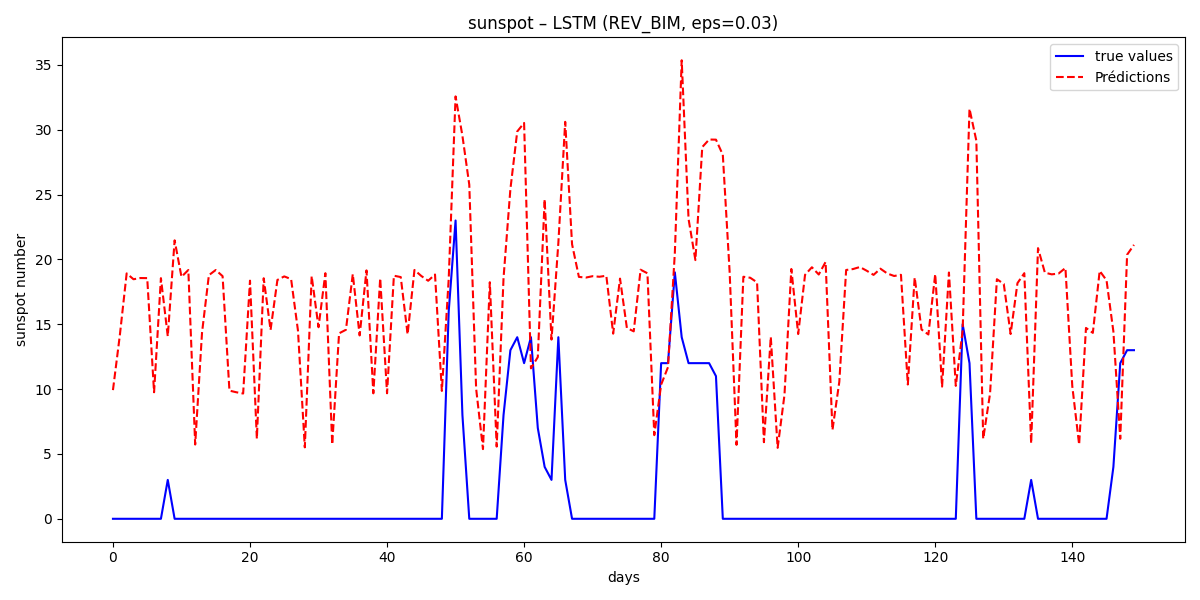 sunspot – LSTM (REV_BIM, eps=0.03)
true values
Prédictions
sunspot number
35
30
25
20
15
10
5
0
0 20 40 60 80 100 120 140
days